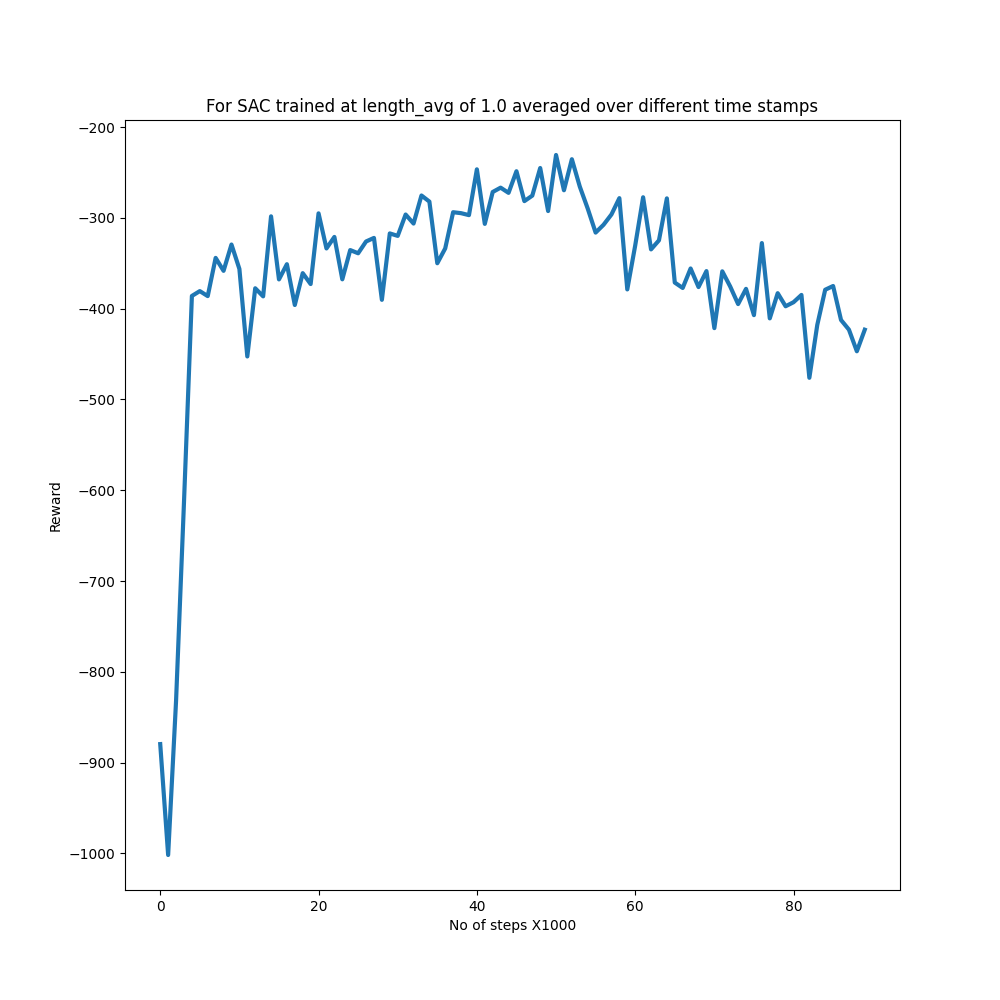 For SAC trained at length_avg of 1.0 averaged over different time stamps
−200
−300
−400
−500
−600
−700
−800
−900
−1000
Reward
0 20 40 60 80
No of steps X1000